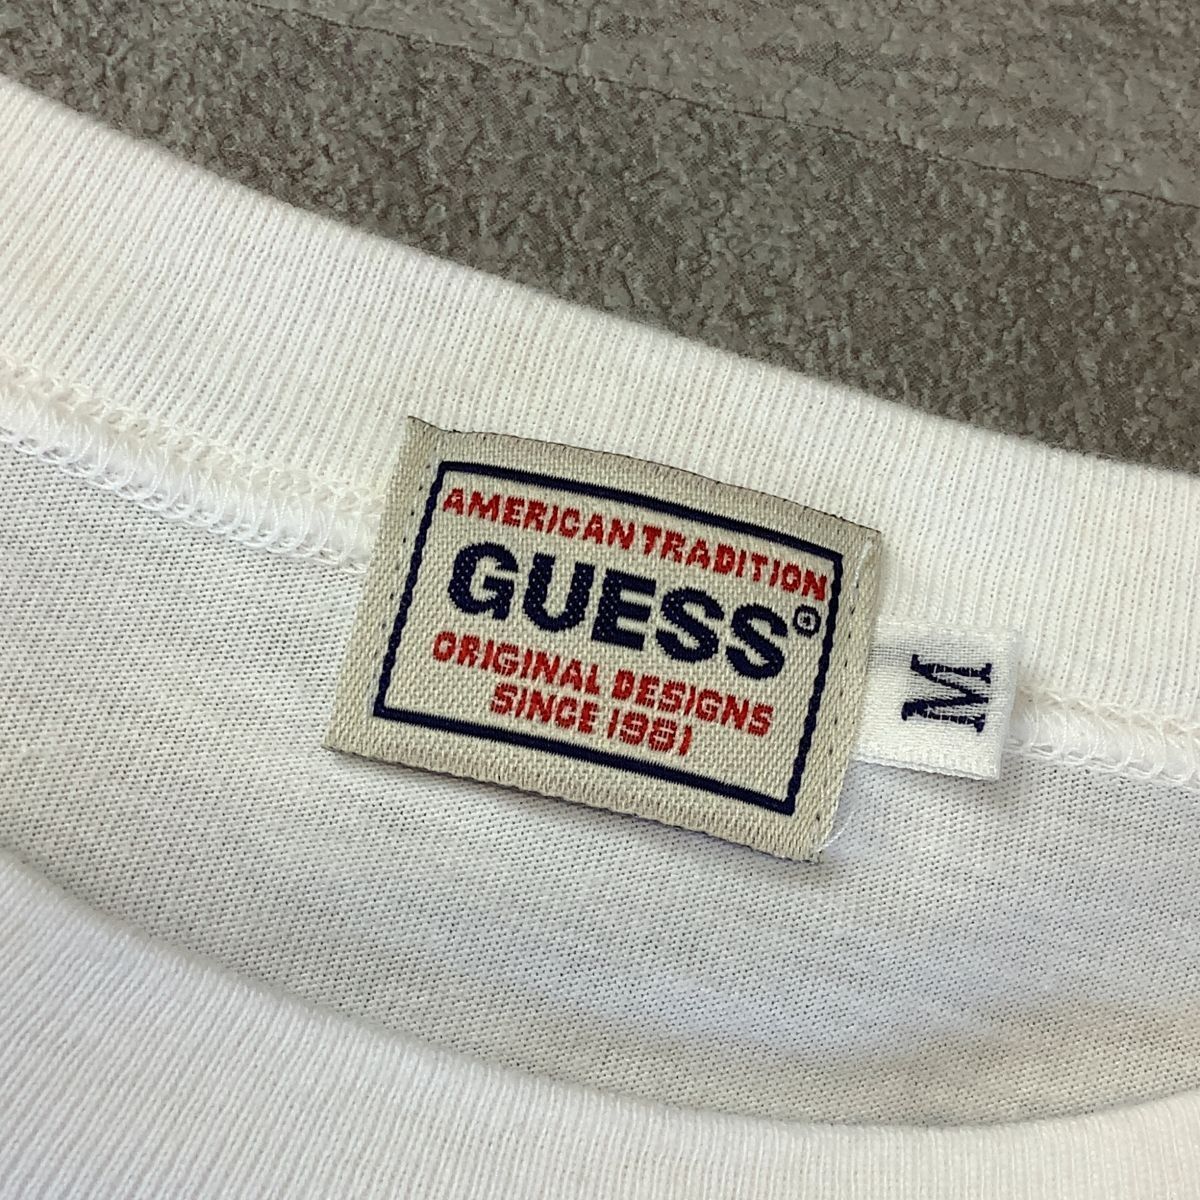 AMERICAN TRADITION
GUESS®
ORIGINAL DESIGNS
SINCE 1981
M